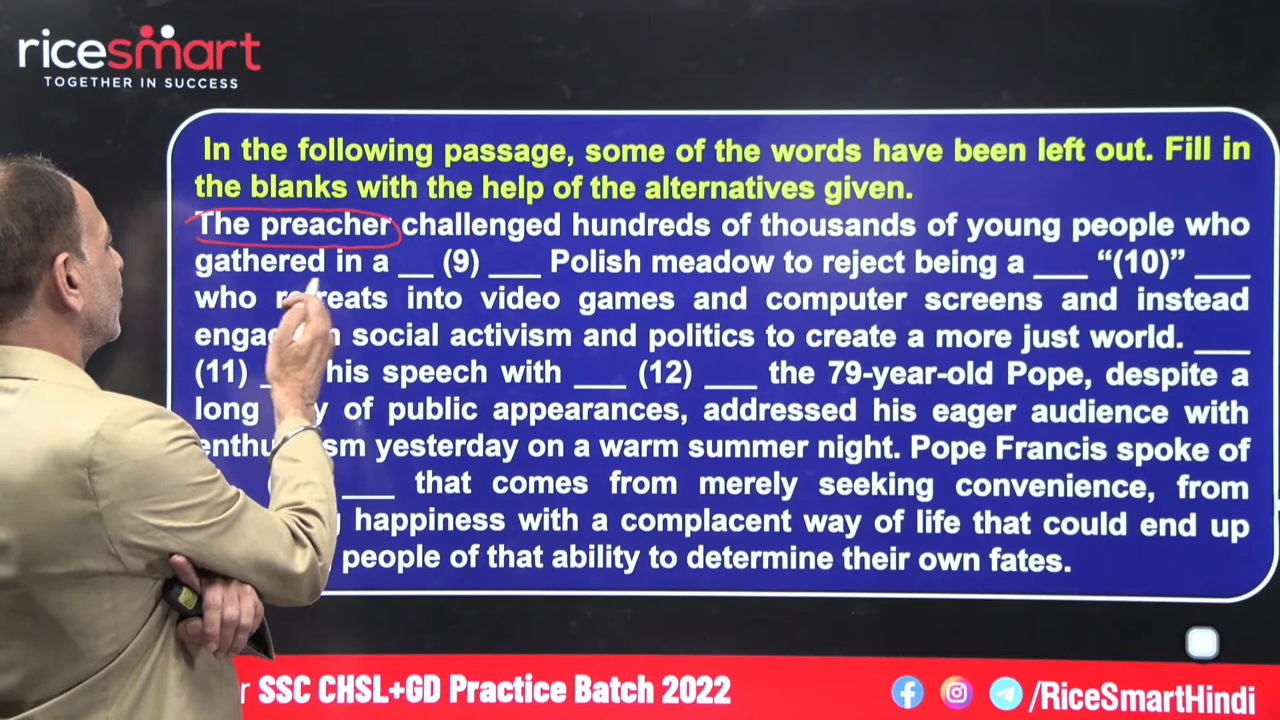 ricesmart
TOGETHER IN SUCCESS
In the following passage, some of the words have been left out. Fill in
the blanks with the help of the alternatives given.
The preacher challenged hundreds of thousands of young people who
gathered in a __ (9) ___ Polish meadow to reject being a ___ “(10)” ___
who retreats into video games and computer screens and instead
social activism and politics to create a more just world. ___
(11) his speech with ___ (12) ___ the 79-year-old Pope, despite a
long of public appearances, addressed his eager audience with
enthusiasm yesterday on a warm summer night. Pope Francis spoke of
___ that comes from merely seeking convenience, from
happiness with a complacent way of life that could end up
people of that ability to determine their own fates.
SSC CHSL+GD Practice Batch 2022
/RiceSmartHindi